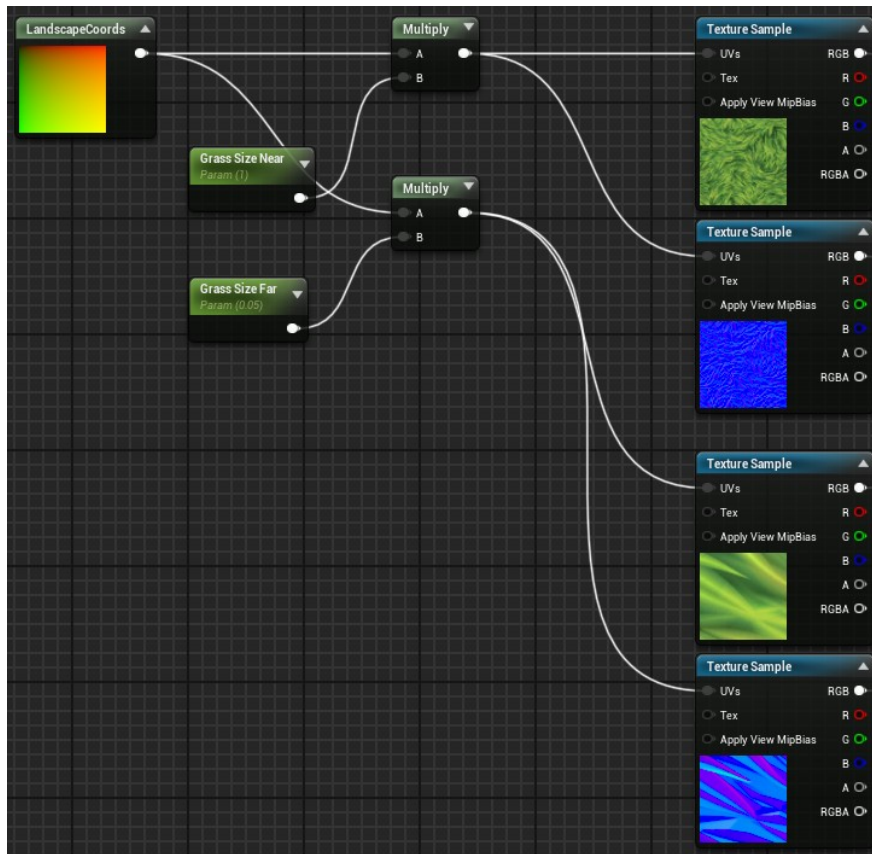 LandscapeCoords
Multiply
A
B
Grass Size Near
Param (1)
Multiply
A
B
Grass Size Far
Param (0.05)
Texture Sample
UVs RGB
Tex R
Apply View MipBias G
B
A
RGBA
Texture Sample
UVs RGB
Tex R
Apply View MipBias G
B
A
RGBA
Texture Sample
UVs RGB
Tex R
Apply View MipBias G
B
A
RGBA
Texture Sample
UVs RGB
Tex R
Apply View MipBias G
B
A
RGBA